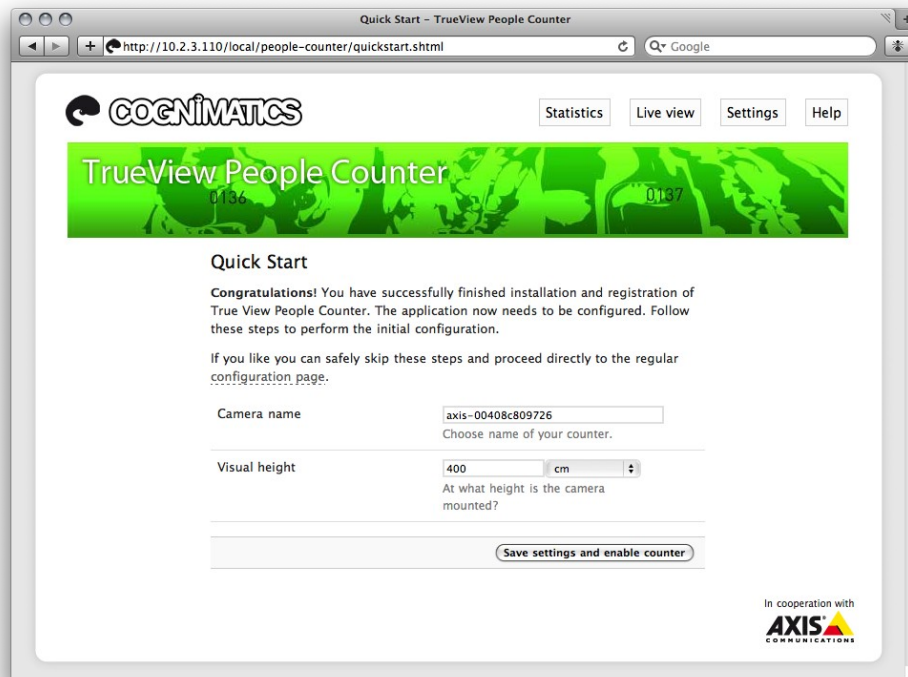 Quick Start – TrueView People Counter
http://10.2.3.110/local/people-counter/quickstart.shtml
Google
COGNIMATICS
Statistics
Live view
Settings
Help
TrueView People Counter
0136
0137
Quick Start
Congratulations! You have successfully finished installation and registration of
True View People Counter. The application now needs to be configured. Follow
these steps to perform the initial configuration.
If you like you can safely skip these steps and proceed directly to the regular
configuration page.
Camera name
axis-00408c809726
Choose name of your counter.
Visual height
400
cm
At what height is the camera
mounted?
Save settings and enable counter
In cooperation with
AXIS
COMMUNICATIONS